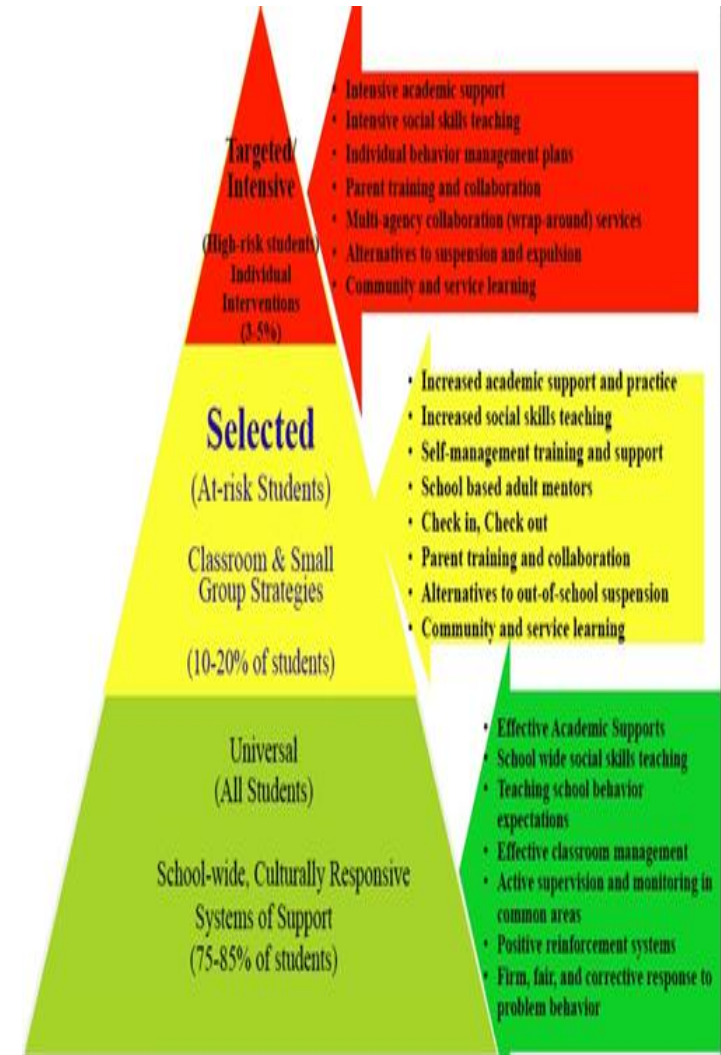 Targeted/
Intensive
(High-risk students)
Individual
Interventions
(3-5%)
• Intensive academic support
• Intensive social skills teaching
• Individual behavior management plans
• Parent training and collaboration
• Multi-agency collaboration (wrap-around) services
• Alternatives to suspension and expulsion
• Community and service learning
Selected
(At-risk Students)
Classroom & Small
Group Strategies
(10-20% of students)
• Increased academic support and practice
• Increased social skills teaching
• Self-management training and support
• School based adult mentors
• Check in, Check out
• Parent training and collaboration
• Alternatives to out-of-school suspension
• Community and service learning
Universal
(All Students)
School-wide, Culturally Responsive
Systems of Support
(75-85% of students)
• Effective Academic Supports
• School wide social skills teaching
• Teaching school behavior
expectations
• Effective classroom management
• Active supervision and monitoring in
common areas
• Positive reinforcement systems
• Firm, fair, and corrective response to
problem behavior